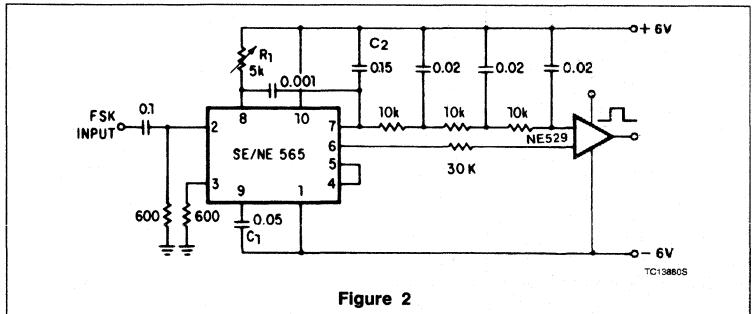 + 6V
C2
R1
5k
0.001
0.15
0.02
0.02
0.02
8
10
0.1
FSK
INPUT
2
7
10k
10k
10k
NE529
SE/NE 565
6
5
30 K
3
4
9
1
600
600
0.05
C1
- 6V
TC13880S
Figure 2